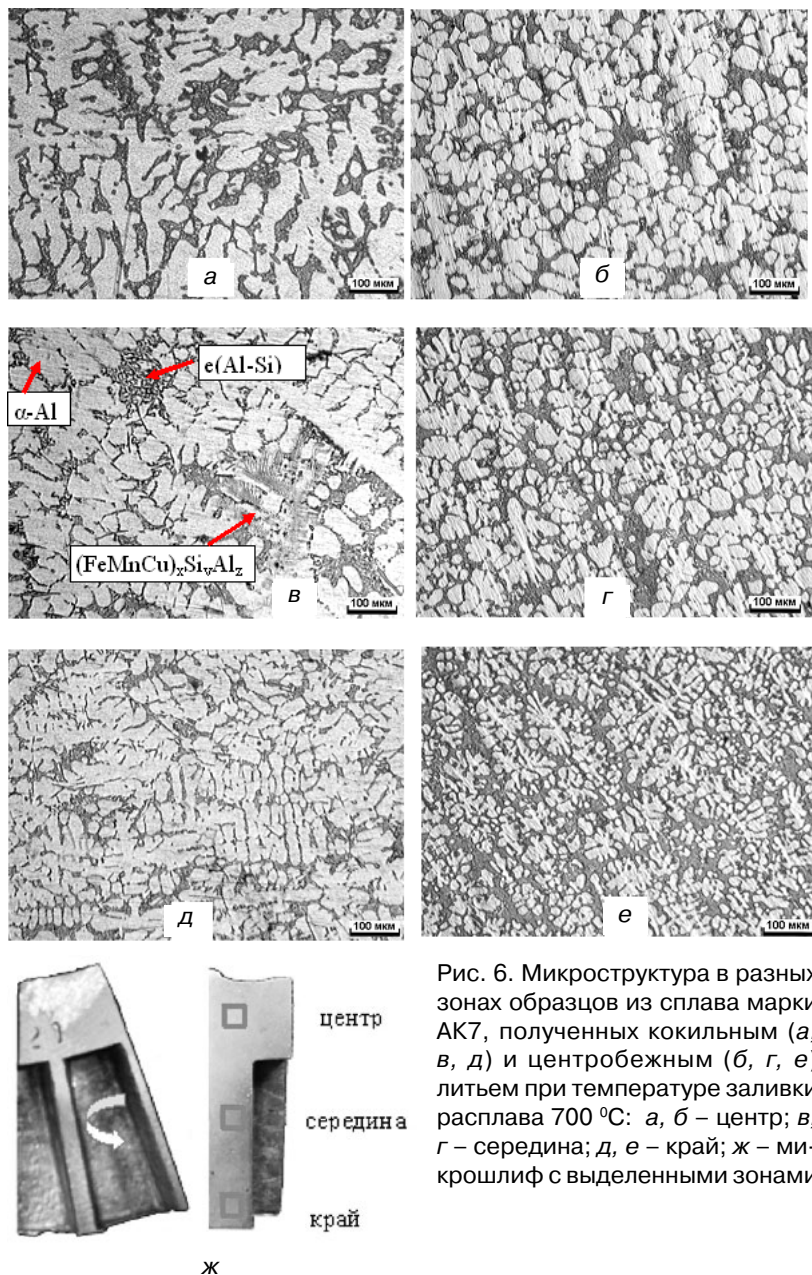 а
100 мкм
б
100 мкм
e(Al-Si)
α-Al
(FeMnCu)xSiyAlz
в
100 мкм
г
100 мкм
д
100 мкм
е
100 мкм
центр
середина
край
ж
Рис. 6. Микроструктура в разных
зонах образцов из сплава марки
АК7, полученных кокильным (а,
в, д) и центробежным (б, г, е)
литьем при температуре заливки
расплава 700 ⁰С: а, б – центр; в,
г – середина; д, е – край; ж – ми-
крошлиф с выделенными зонами